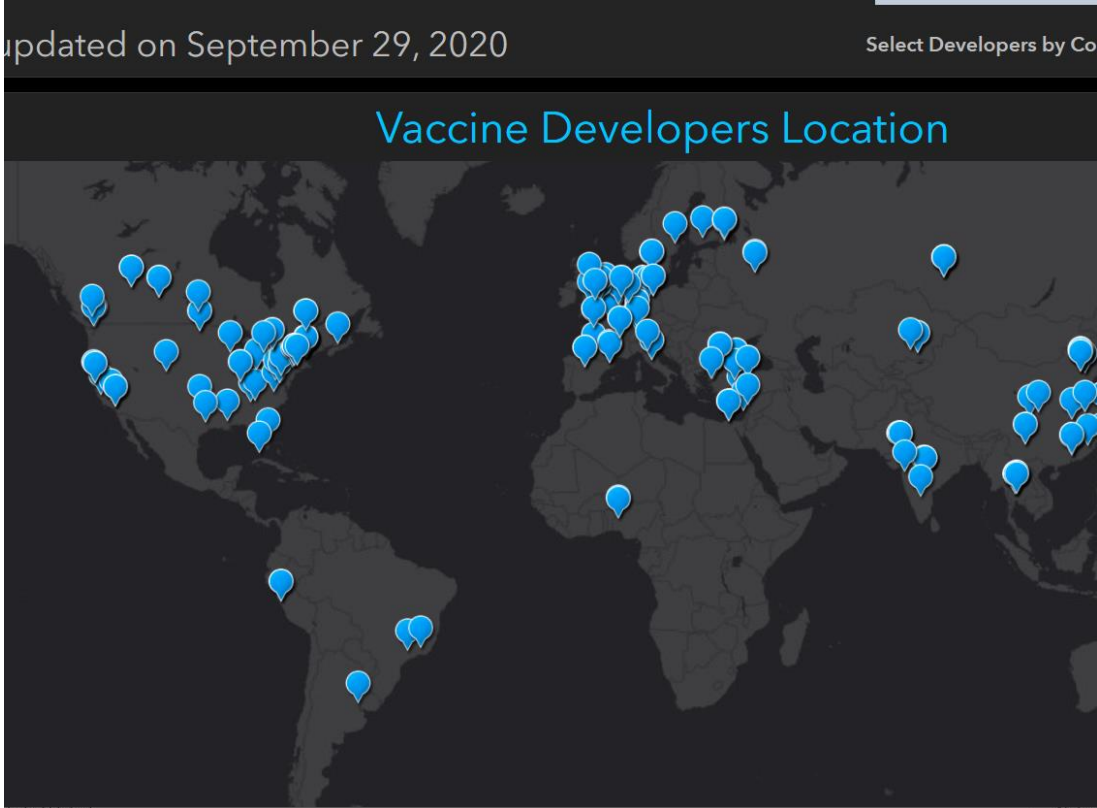 updated on September 29, 2020
Select Developers by Co
Vaccine Developers Location